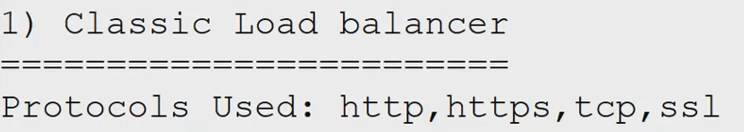 1) Classic Load balancer
========================
Protocols Used: http,https,tcp,ssl